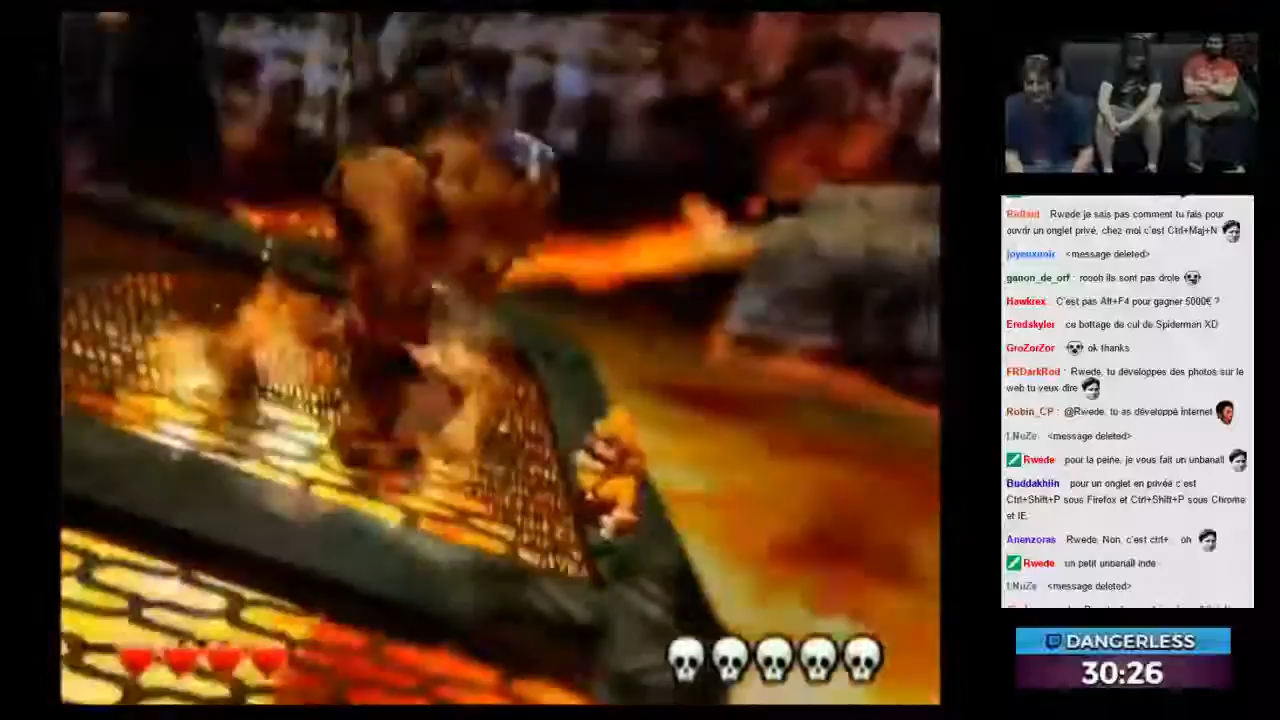 Rwede je sais pas comment tu fais pour
ouvrir un onglet privé, chez moi c'est Ctrl+Maj+N
joyeuxnoir <message deleted>
ganon_de_orf : roooh ils sont pas drole
Hawkrex C'est pas Alt+F4 pour gagner 5000€ ?
Eredskyler ce bottage de cul de Spiderman XD
GroZorZor ok thanks
FRDarkRod : Rwede, tu développes des photos sur le
web tu veux dire
Robin_CP : @Rwede, tu as développé internet
<message deleted>
Rwede pour la peine, je vous fait un unbanall
Buddakhiin pour un onglet en privée c est
Ctrl+Shift+P sous Firefox et Ctrl+Shift+P sous Chrome
et IE.
Anenzoras Rwede. Non, c'est ctrl+ oh
Rwede un petit unbanall inde
<message deleted>
DANGERLESS
30:26